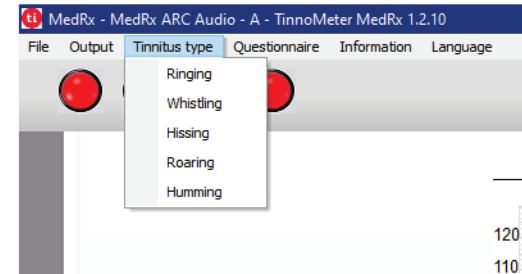 ti MedRx - MedRx ARC Audio - A - TinnoMeter MedRx 1.2.10
File Output Tinnitus type Questionnaire Information Language
Ringing
Whistling
Hissing
Roaring
Humming
120
110